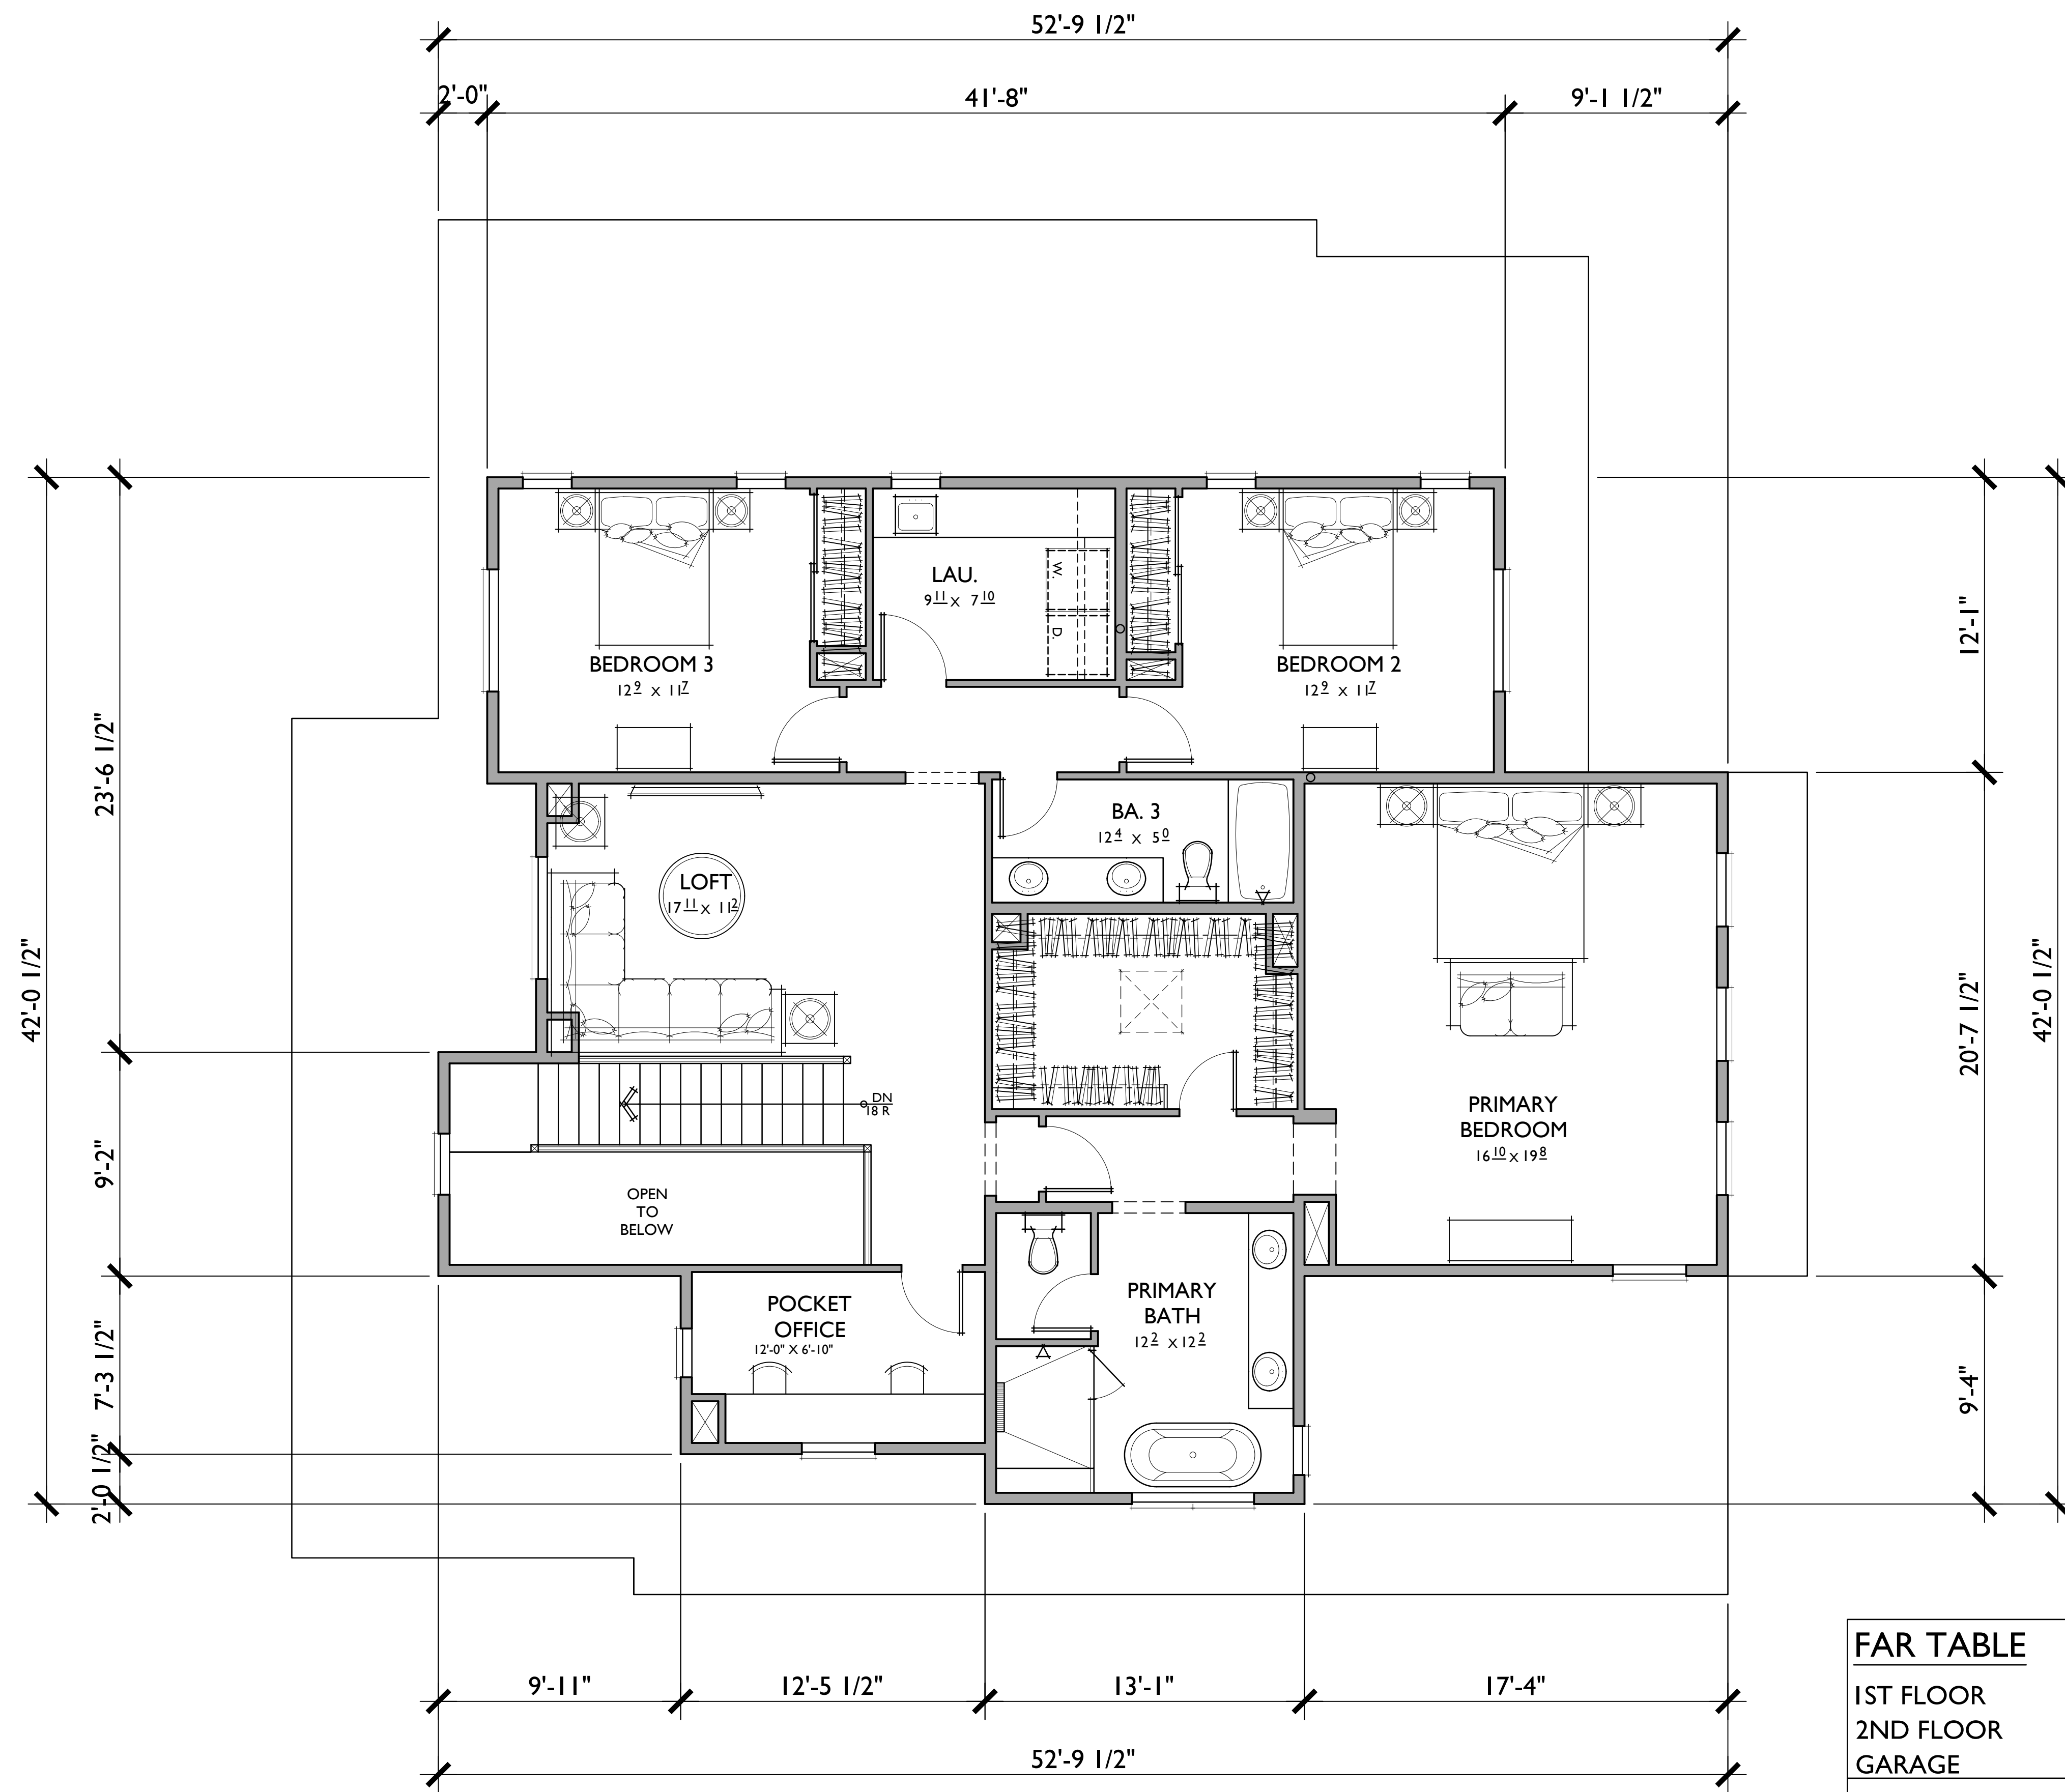 52'-9 1/2"
2'-0"
41'-8"
9'-1 1/2"
LAU.
9 11 X 7 10
W.
D.
BEDROOM 3
12 9 X 11 7
BEDROOM 2
12 9 X 11 7
12'-1"
23'-6 1/2"
BA. 3
12 4 X 5 0
LOFT
17 11 X 11 2
42'-0 1/2"
20'-7 1/2"
42'-0 1/2"
DN
18 R
PRIMARY
BEDROOM
16 10 X 19 8
9'-2"
OPEN
TO
BELOW
POCKET
OFFICE
12'-0" X 6'-10"
PRIMARY
BATH
12 2 X 12 2
7'-3 1/2"
9'-4"
2'-0 1/2"
9'-11"
12'-5 1/2"
13'-1"
17'-4"
52'-9 1/2"
FAR TABLE
1ST FLOOR
2ND FLOOR
GARAGE